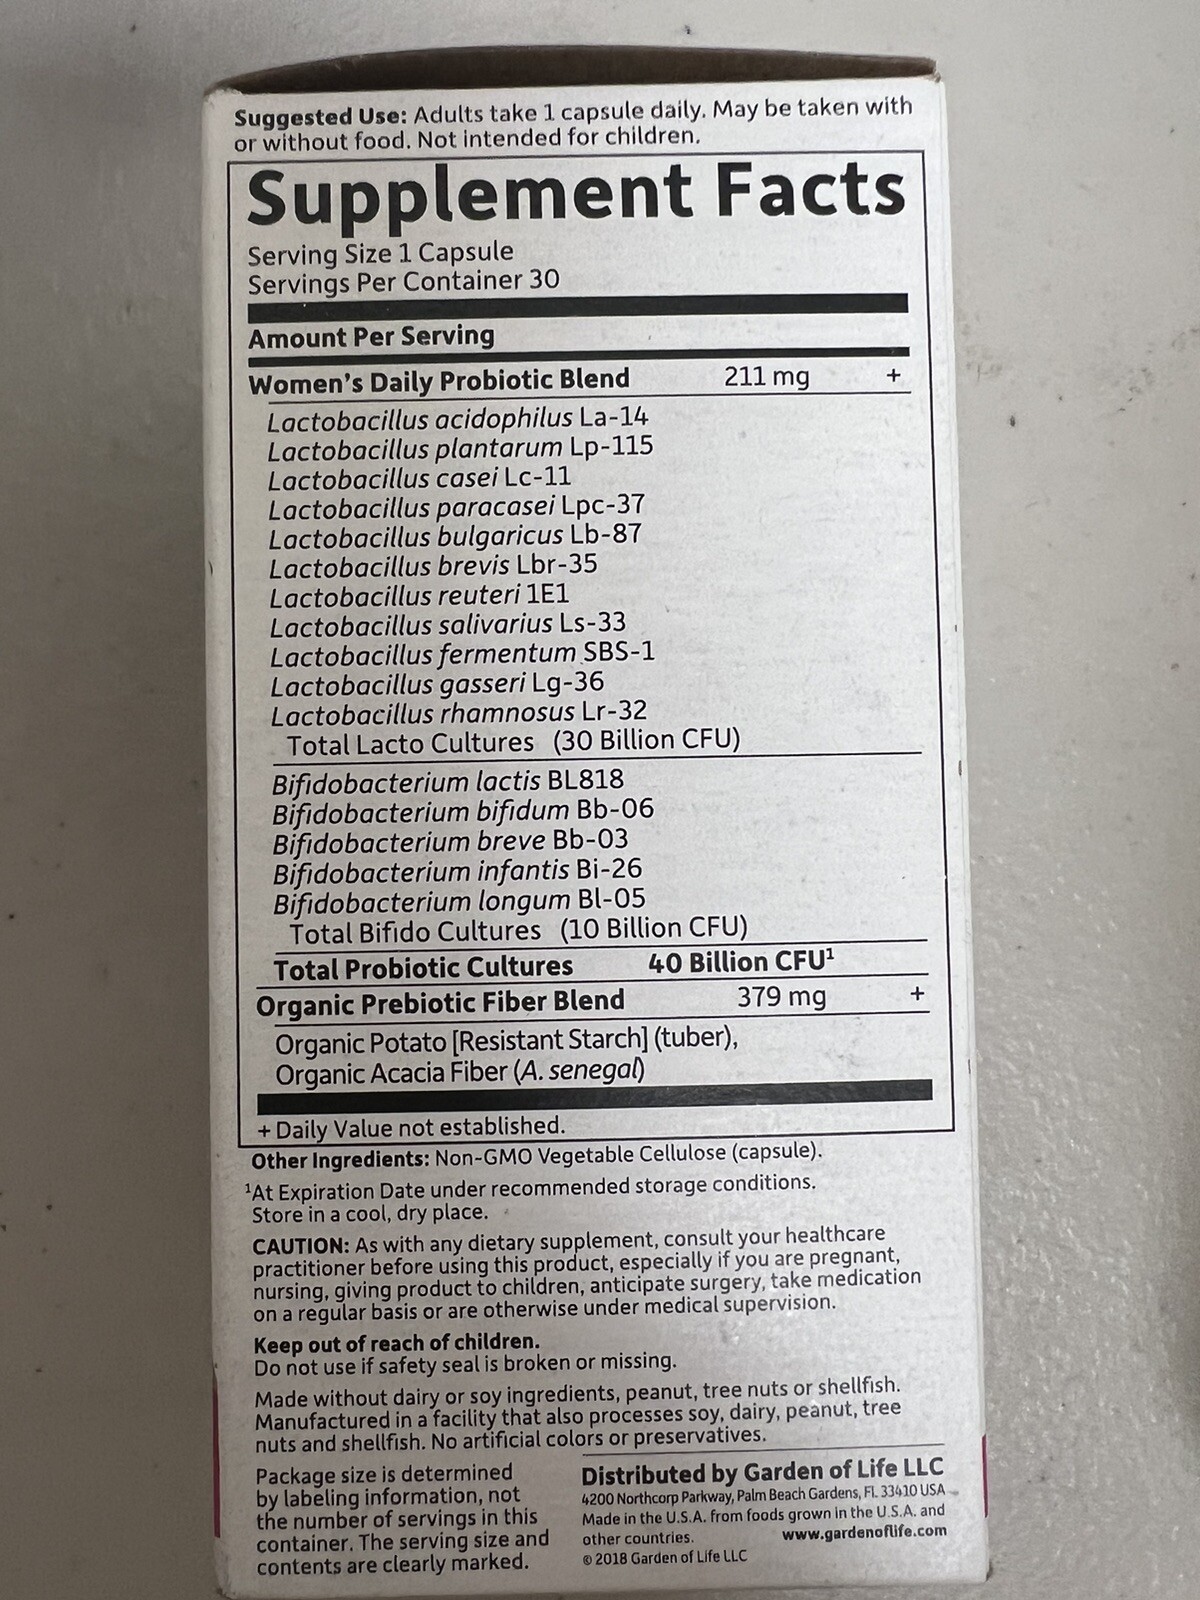 Suggested Use: Adults take 1 capsule daily. May be taken with
or without food. Not intended for children.
Supplement Facts
Serving Size 1 Capsule
Servings Per Container 30
Amount Per Serving
Women's Daily Probiotic Blend 211 mg +
Lactobacillus acidophilus La-14
Lactobacillus plantarum Lp-115
Lactobacillus casei Lc-11
Lactobacillus paracasei Lpc-37
Lactobacillus bulgaricus Lb-87
Lactobacillus brevis Lbr-35
Lactobacillus reuteri 1E1
Lactobacillus salivarius Ls-33
Lactobacillus fermentum SBS-1
Lactobacillus gasseri Lg-36
Lactobacillus rhamnosus Lr-32
Total Lacto Cultures (30 Billion CFU)
Bifidobacterium lactis BL818
Bifidobacterium bifidum Bb-06
Bifidobacterium breve Bb-03
Bifidobacterium infantis Bi-26
Bifidobacterium longum Bl-05
Total Bifido Cultures (10 Billion CFU)
Total Probiotic Cultures 40 Billion CFU¹
Organic Prebiotic Fiber Blend 379 mg +
Organic Potato [Resistant Starch] (tuber),
Organic Acacia Fiber (A. senegal)
+ Daily Value not established.
Other Ingredients: Non-GMO Vegetable Cellulose (capsule).
¹At Expiration Date under recommended storage conditions.
Store in a cool, dry place.
CAUTION: As with any dietary supplement, consult your healthcare
practitioner before using this product, especially if you are pregnant,
nursing, giving product to children, anticipate surgery, take medication
on a regular basis or are otherwise under medical supervision.
Keep out of reach of children.
Do not use if safety seal is broken or missing.
Made without dairy or soy ingredients, peanut, tree nuts or shellfish.
Manufactured in a facility that also processes soy, dairy, peanut, tree
nuts and shellfish. No artificial colors or preservatives.
Package size is determined
by labeling information, not
the number of servings in this
container. The serving size and
contents are clearly marked.
Distributed by Garden of Life LLC
4200 Northcorp Parkway, Palm Beach Gardens, FL 33410 USA
Made in the U.S.A. from foods grown in the U.S.A. and
other countries. www.gardenoflife.com
© 2018 Garden of Life LLC